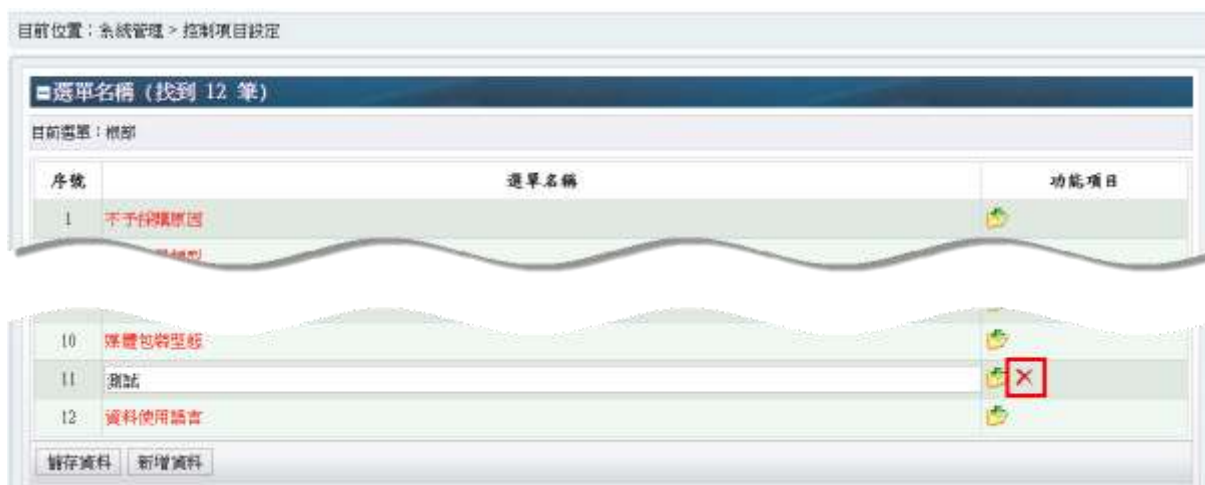 目前位置：系統管理 > 控制項目設定
選單名稱 (找到 12 筆)
目前選單：根部
序號 選單名稱 功能項目
1 不予採購原因
10 媒體包裝型態
11 測試
12 資料使用語言
儲存資料 新增資料